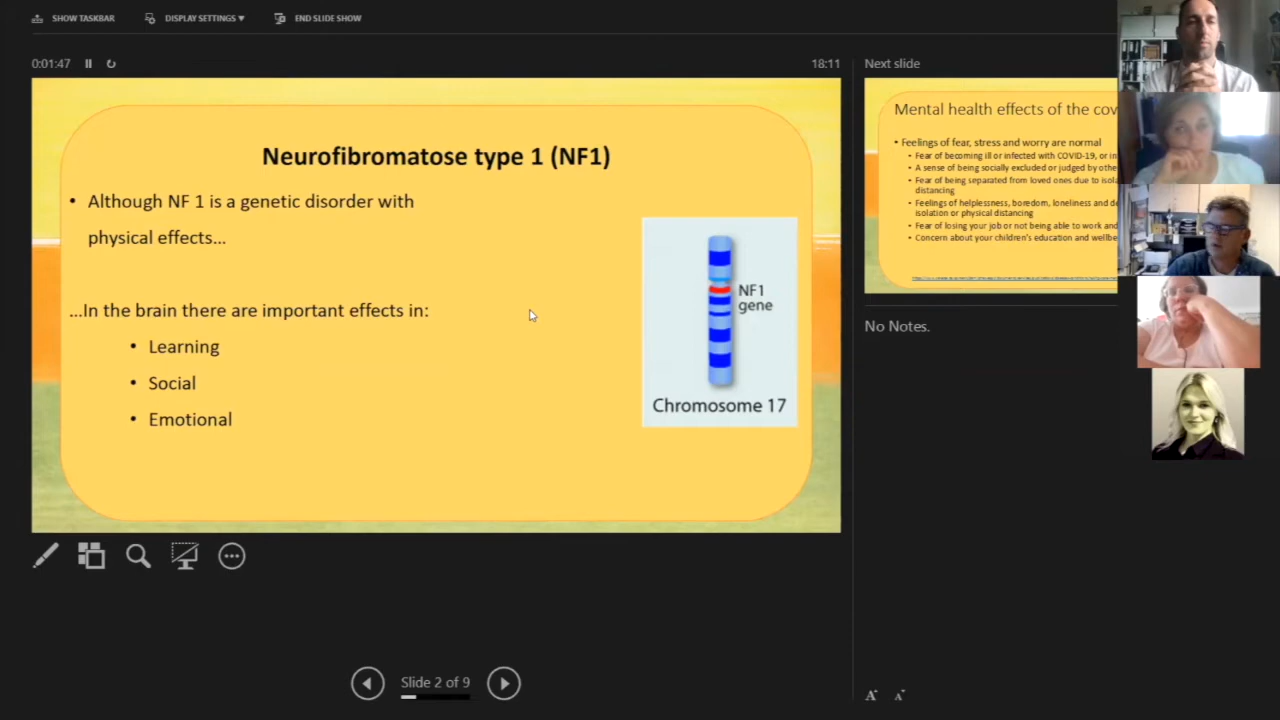 SHOW TASKBAR
DISPLAY SETTINGS ▼
END SLIDE SHOW
0:01:47
18:11
Neurofibromatose type 1 (NF1)
• Although NF 1 is a genetic disorder with
physical effects...
...In the brain there are important effects in:
• Learning
• Social
• Emotional
NF1
gene
Chromosome 17
Next slide
Mental health effects of the cov
• Feelings of fear, stress and worry are normal
• Fear of becoming ill or infected with COVID-19, or in
• A sense of being socially excluded or judged by othe
• Fear of being separated from loved ones due to isola
distancing
• Feelings of helplessness, boredom, loneliness and de
isolation or physical distancing
• Fear of losing your job or not being able to work and
• Concern about your children's education and wellbe
No Notes.
Slide 2 of 9
A
A